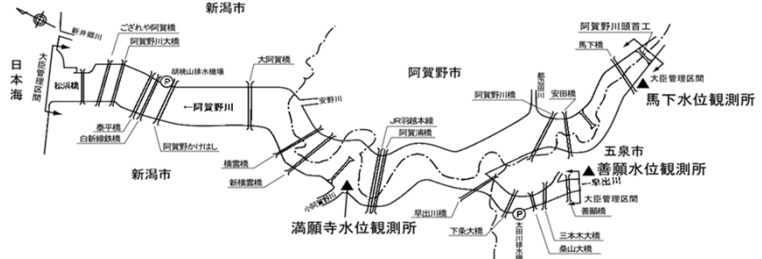 新潟市
新井郷川
ござれや阿賀橋
阿賀野川大橋
胡桃山排水機場
P
大阿賀橋
阿賀野川頭首工
馬下橋
日本海
大臣管理区間
松浜橋
←阿賀野川
安野川
阿賀野市
都辺田川
阿賀野川橋
安田橋
大臣管理区間
馬下水位観測所
JR羽越本線
阿賀浦橋
泰平橋
白新線鉄橋
阿賀野かけはし
新潟市
横雲橋
新横雲橋
小阿賀野川
満願寺水位観測所
五泉市
善願水位観測所
←早出川
大臣管理区間
善願橋
早出川橋
下条大橋
P
太田川排水機場
三本木大橋
桑山大橋